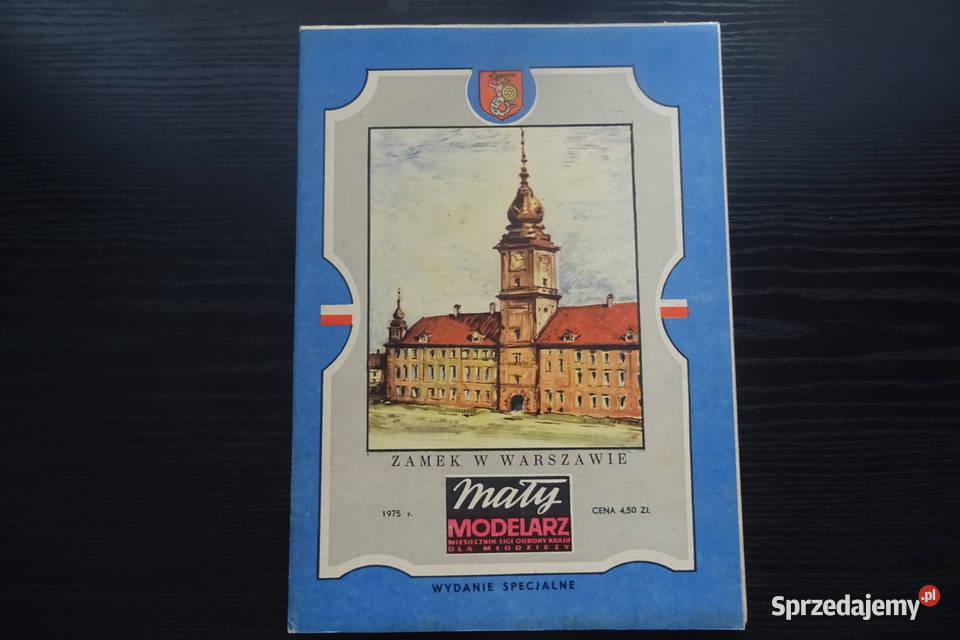 ZAMEK W WARSZAWIE
1975 r.
Mały
MODELARZ
MIESIĘCZNIK LIGI OBRONY KRAJU
DLA MŁODZIEŻY
CENA 4,50 ZŁ
WYDANIE SPECJALNE
Sprzedajemy.pl